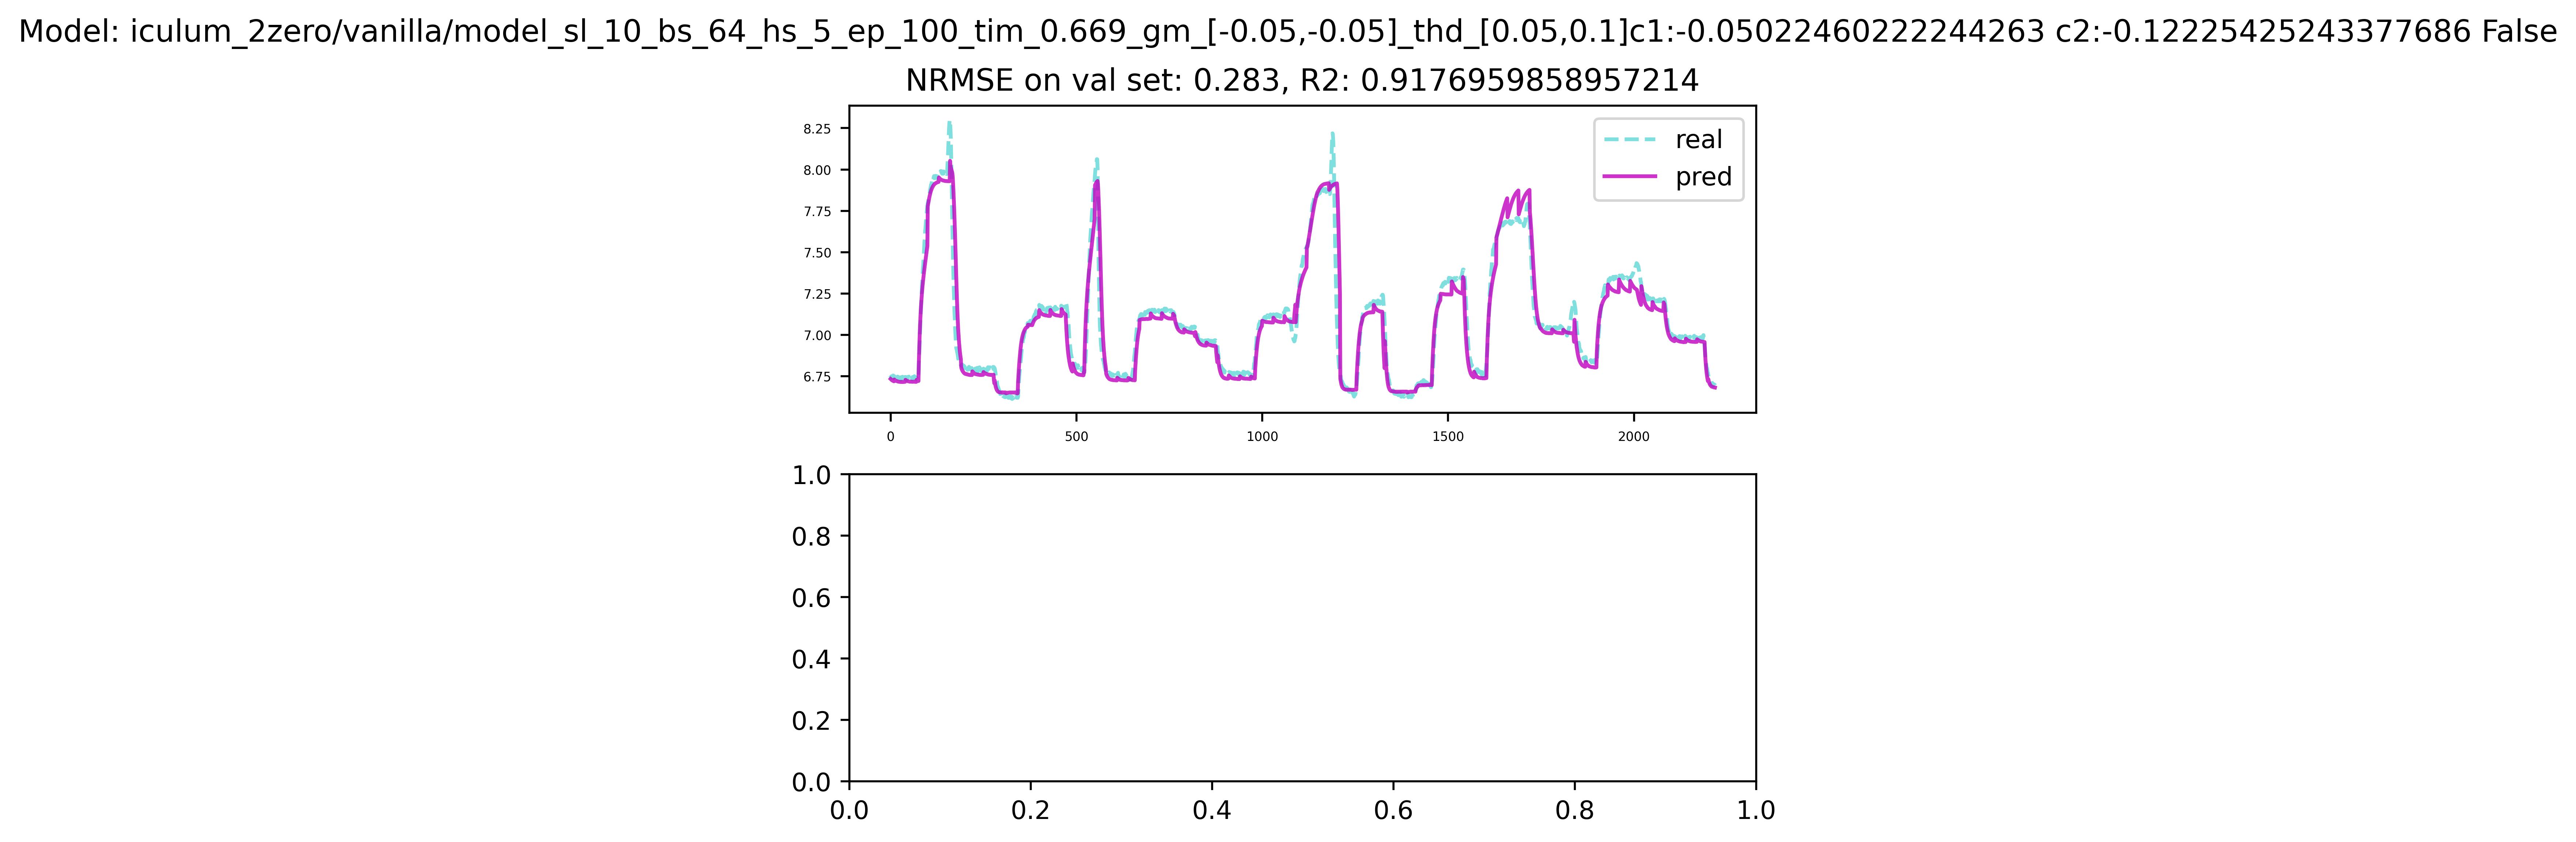 Model: iculum_2zero/vanilla/model_sl_10_bs_64_hs_5_ep_100_tim_0.669_gm_[-0.05,-0.05]_thd_[0.05,0.1]c1:-0.05022460222244263 c2:-0.12225425243377686 False
NRMSE on val set: 0.283, R2: 0.9176959858957214
8.25
8.00
7.75
7.50
7.25
7.00
6.75
real
pred
0 500 1000 1500 2000
1.0
0.8
0.6
0.4
0.2
0.0
0.0 0.2 0.4 0.6 0.8 1.0